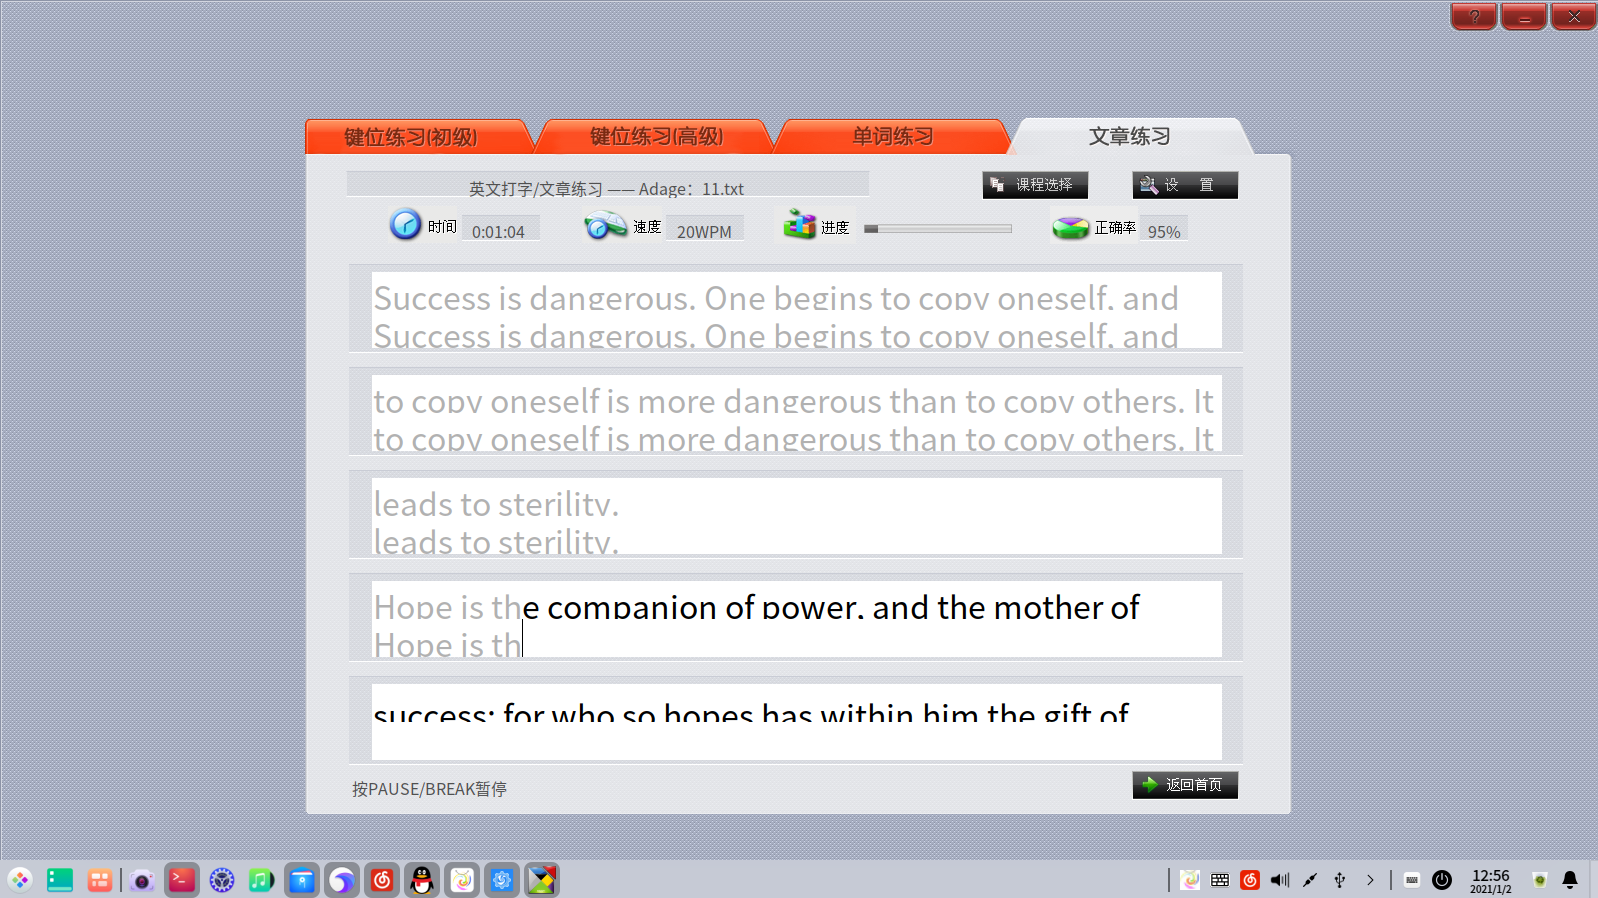 键位练习(初级)
键位练习(高级)
单词练习
文章练习
英文打字/文章练习 —— Adage：11.txt
课程选择
设 置
时间
0:01:04
速度
20WPM
进度
正确率
95%
Success is dangerous. One begins to copy oneself, and
Success is dangerous. One begins to copy oneself, and
to copy oneself is more dangerous than to copy others. It
to copy oneself is more dangerous than to copy others. It
leads to sterility.
leads to sterility.
Hope is the companion of power, and the mother of
Hope is th
success; for who so hopes has within him the gift of
按PAUSE/BREAK暂停
返回首页
12:56
2021/1/2